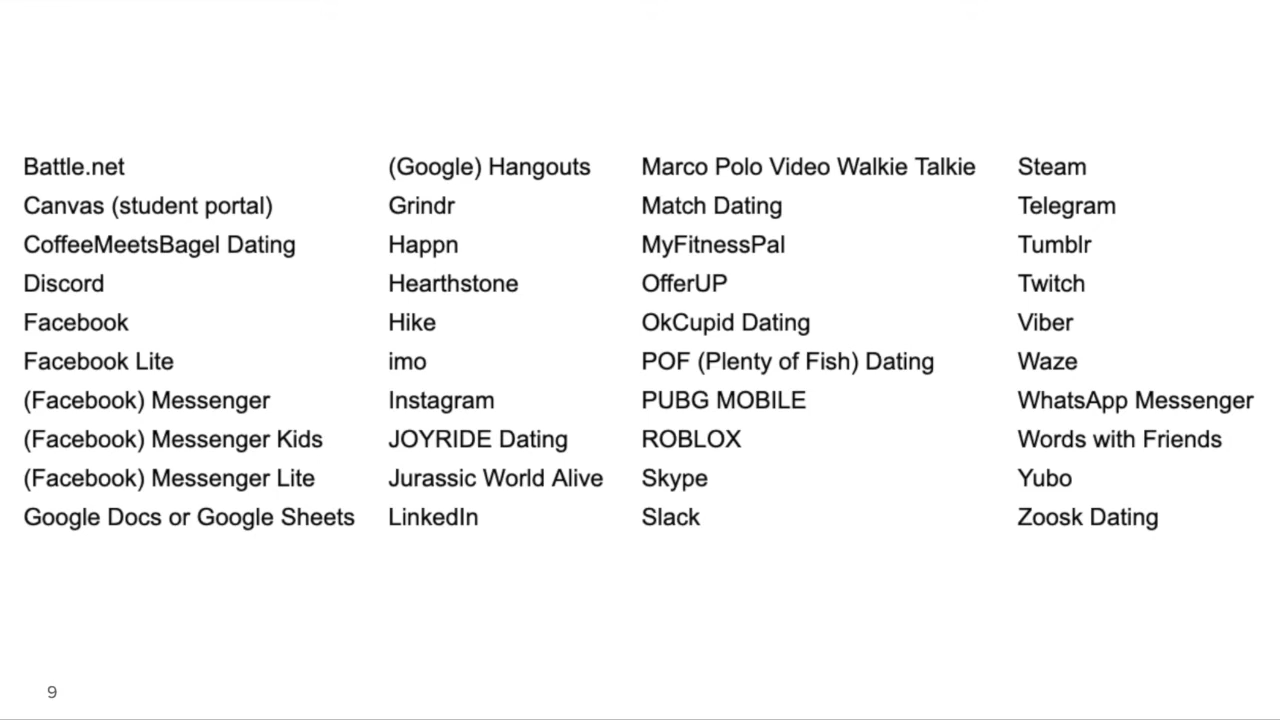 Battle.net
Canvas (student portal)
CoffeeMeetsBagel Dating
Discord
Facebook
Facebook Lite
(Facebook) Messenger
(Facebook) Messenger Kids
(Facebook) Messenger Lite
Google Docs or Google Sheets
(Google) Hangouts
Grindr
Happn
Hearthstone
Hike
imo
Instagram
JOYRIDE Dating
Jurassic World Alive
LinkedIn
Marco Polo Video Walkie Talkie
Match Dating
MyFitnessPal
OfferUP
OkCupid Dating
POF (Plenty of Fish) Dating
PUBG MOBILE
ROBLOX
Skype
Slack
Steam
Telegram
Tumblr
Twitch
Viber
Waze
WhatsApp Messenger
Words with Friends
Yubo
Zoosk Dating
9